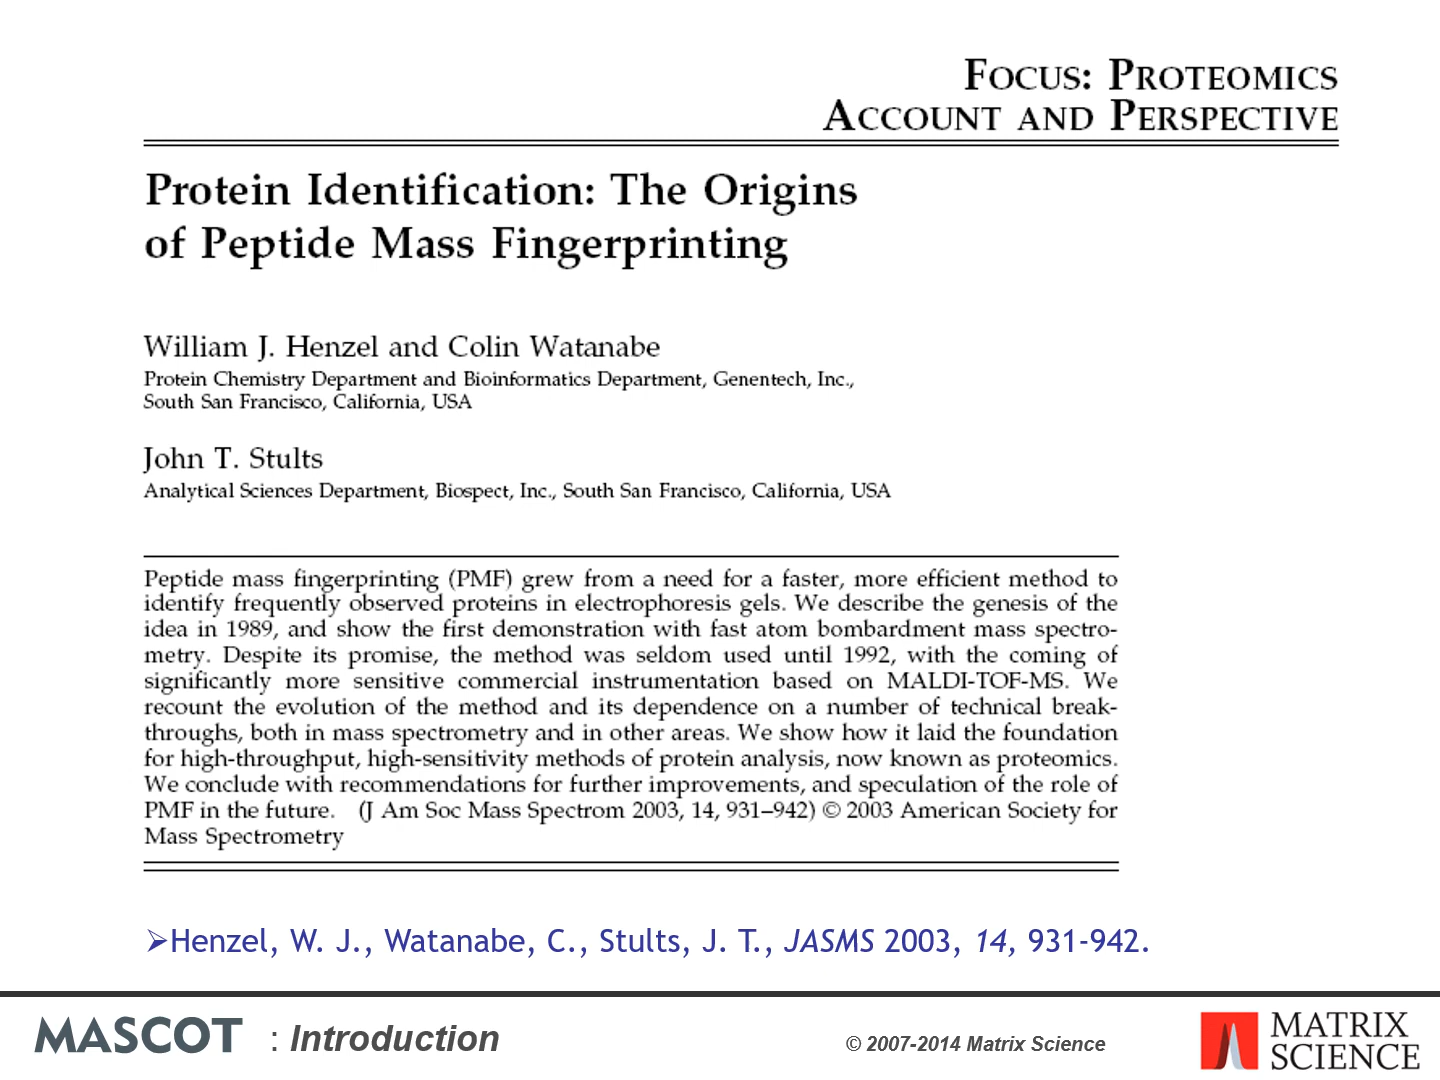 FOCUS: PROTEOMICS
ACCOUNT AND PERSPECTIVE
Protein Identification: The Origins
of Peptide Mass Fingerprinting
William J. Henzel and Colin Watanabe
Protein Chemistry Department and Bioinformatics Department, Genentech, Inc.,
South San Francisco, California, USA
John T. Stults
Analytical Sciences Department, Biospect, Inc., South San Francisco, California, USA
Peptide mass fingerprinting (PMF) grew from a need for a faster, more efficient method to
identify frequently observed proteins in electrophoresis gels. We describe the genesis of the
idea in 1989, and show the first demonstration with fast atom bombardment mass spectro-
metry. Despite its promise, the method was seldom used until 1992, with the coming of
significantly more sensitive commercial instrumentation based on MALDI-TOF-MS. We
recount the evolution of the method and its dependence on a number of technical break-
throughs, both in mass spectrometry and in other areas. We show how it laid the foundation
for high-throughput, high-sensitivity methods of protein analysis, now known as proteomics.
We conclude with recommendations for further improvements, and speculation of the role of
PMF in the future. (J Am Soc Mass Spectrom 2003, 14, 931–942) © 2003 American Society for
Mass Spectrometry
➢Henzel, W. J., Watanabe, C., Stults, J. T., JASMS 2003, 14, 931-942.
MASCOT : Introduction
© 2007-2014 Matrix Science
MATRIX
SCIENCE